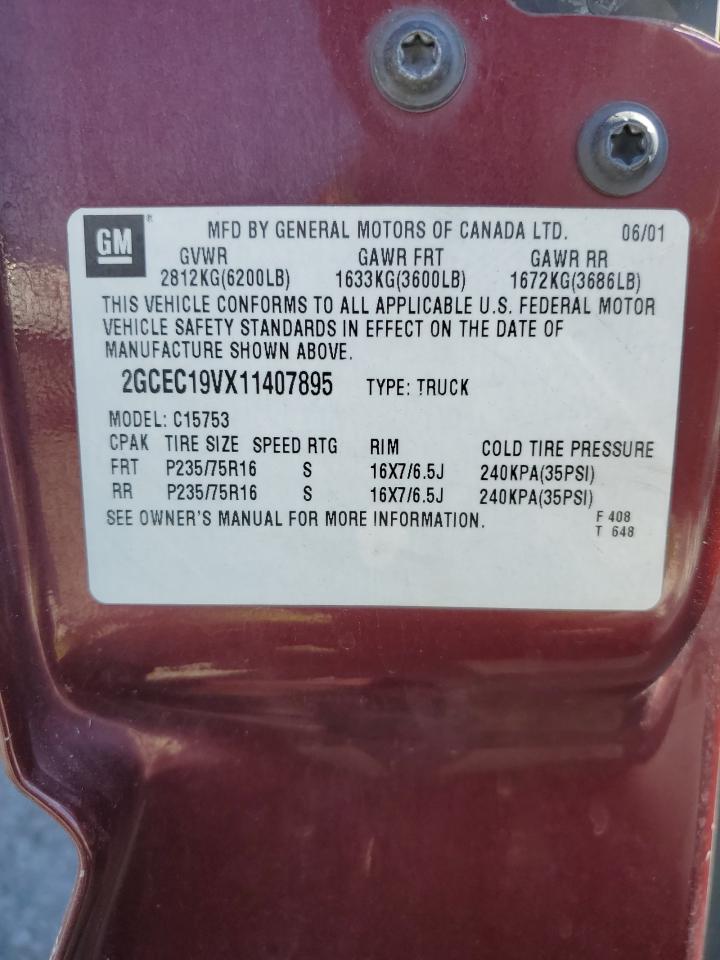 GM ® MFD BY GENERAL MOTORS OF CANADA LTD. 06/01
GVWR GAWR FRT GAWR RR
2812KG(6200LB) 1633KG(3600LB) 1672KG(3686LB)
THIS VEHICLE CONFORMS TO ALL APPLICABLE U.S. FEDERAL MOTOR
VEHICLE SAFETY STANDARDS IN EFFECT ON THE DATE OF
MANUFACTURE SHOWN ABOVE.
2GCEC19VX11407895 TYPE: TRUCK
MODEL: C15753
CPAK TIRE SIZE SPEED RTG RIM COLD TIRE PRESSURE
FRT P235/75R16 S 16X7/6.5J 240KPA(35PSI)
RR P235/75R16 S 16X7/6.5J 240KPA(35PSI)
SEE OWNER'S MANUAL FOR MORE INFORMATION. F 408
T 648